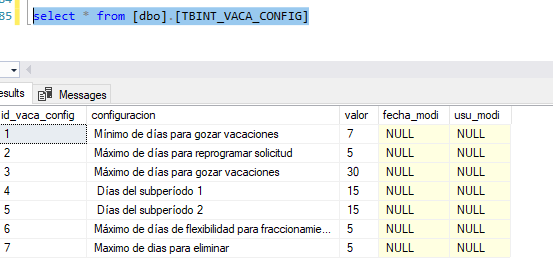 84
85 select * from [dbo].[TBINT_VACA_CONFIG]
esults Messages
id_vaca_config configuracion valor fecha_modi usu_modi
1 Mínimo de días para gozar vacaciones 7 NULL NULL
2 Máximo de días para reprogramar solicitud 5 NULL NULL
3 Máximo de días para gozar vacaciones 30 NULL NULL
4 Días del subperíodo 1 15 NULL NULL
5 Días del subperíodo 2 15 NULL NULL
6 Máximo de días de flexibilidad para fraccionamie... 5 NULL NULL
7 Maximo de dias para eliminar 5 NULL NULL